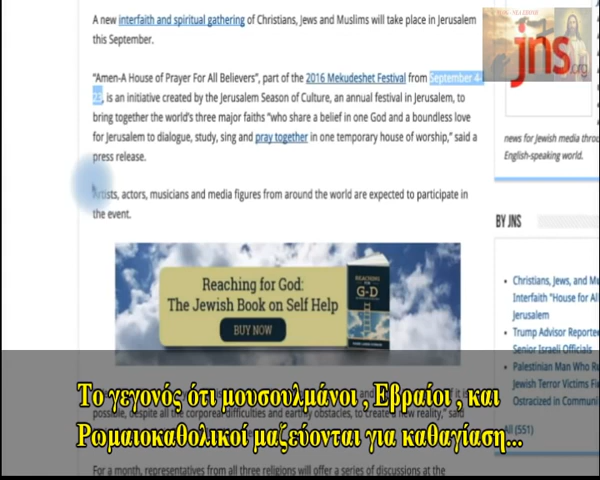 A new interfaith and spiritual gathering of Christians, Jews and Muslims will take place in Jerusalem
this September.
"Amen-A House of Prayer For All Believers", part of the 2016 Mekudeshet Festival from September 4-
23, is an initiative created by the Jerusalem Season of Culture, an annual festival in Jerusalem, to
bring together the world's three major faiths "who share a belief in one God and a boundless love
for Jerusalem to dialogue, study, sing and pray together in one temporary house of worship," said a
press release.
Artists, actors, musicians and media figures from around the world are expected to participate in
the event.
Reaching for God:
The Jewish Book on Self Help
BUY NOW
REACHING
G-D
possible, despite all the corporeal difficulties and earthly obstacles, to create a new reality," said
For a month, representatives from all three religions will offer a series of discussions at the
jns.org
news for Jewish media throu
English-speaking world.
BY JNS
Christians, Jews, and Mu
Interfaith "House for All
Jerusalem
Trump Advisor Reporte
Senior Israeli Officials
Palestinian Man Who Re
Jewish Terror Victims Fi
Ostracized in Communi
All (551)
Το γεγονός ότι μουσουλμάνοι , Εβραίοι , και
Ρωμαιοκαθολικοί μαζεύονται για καθαγίαση...